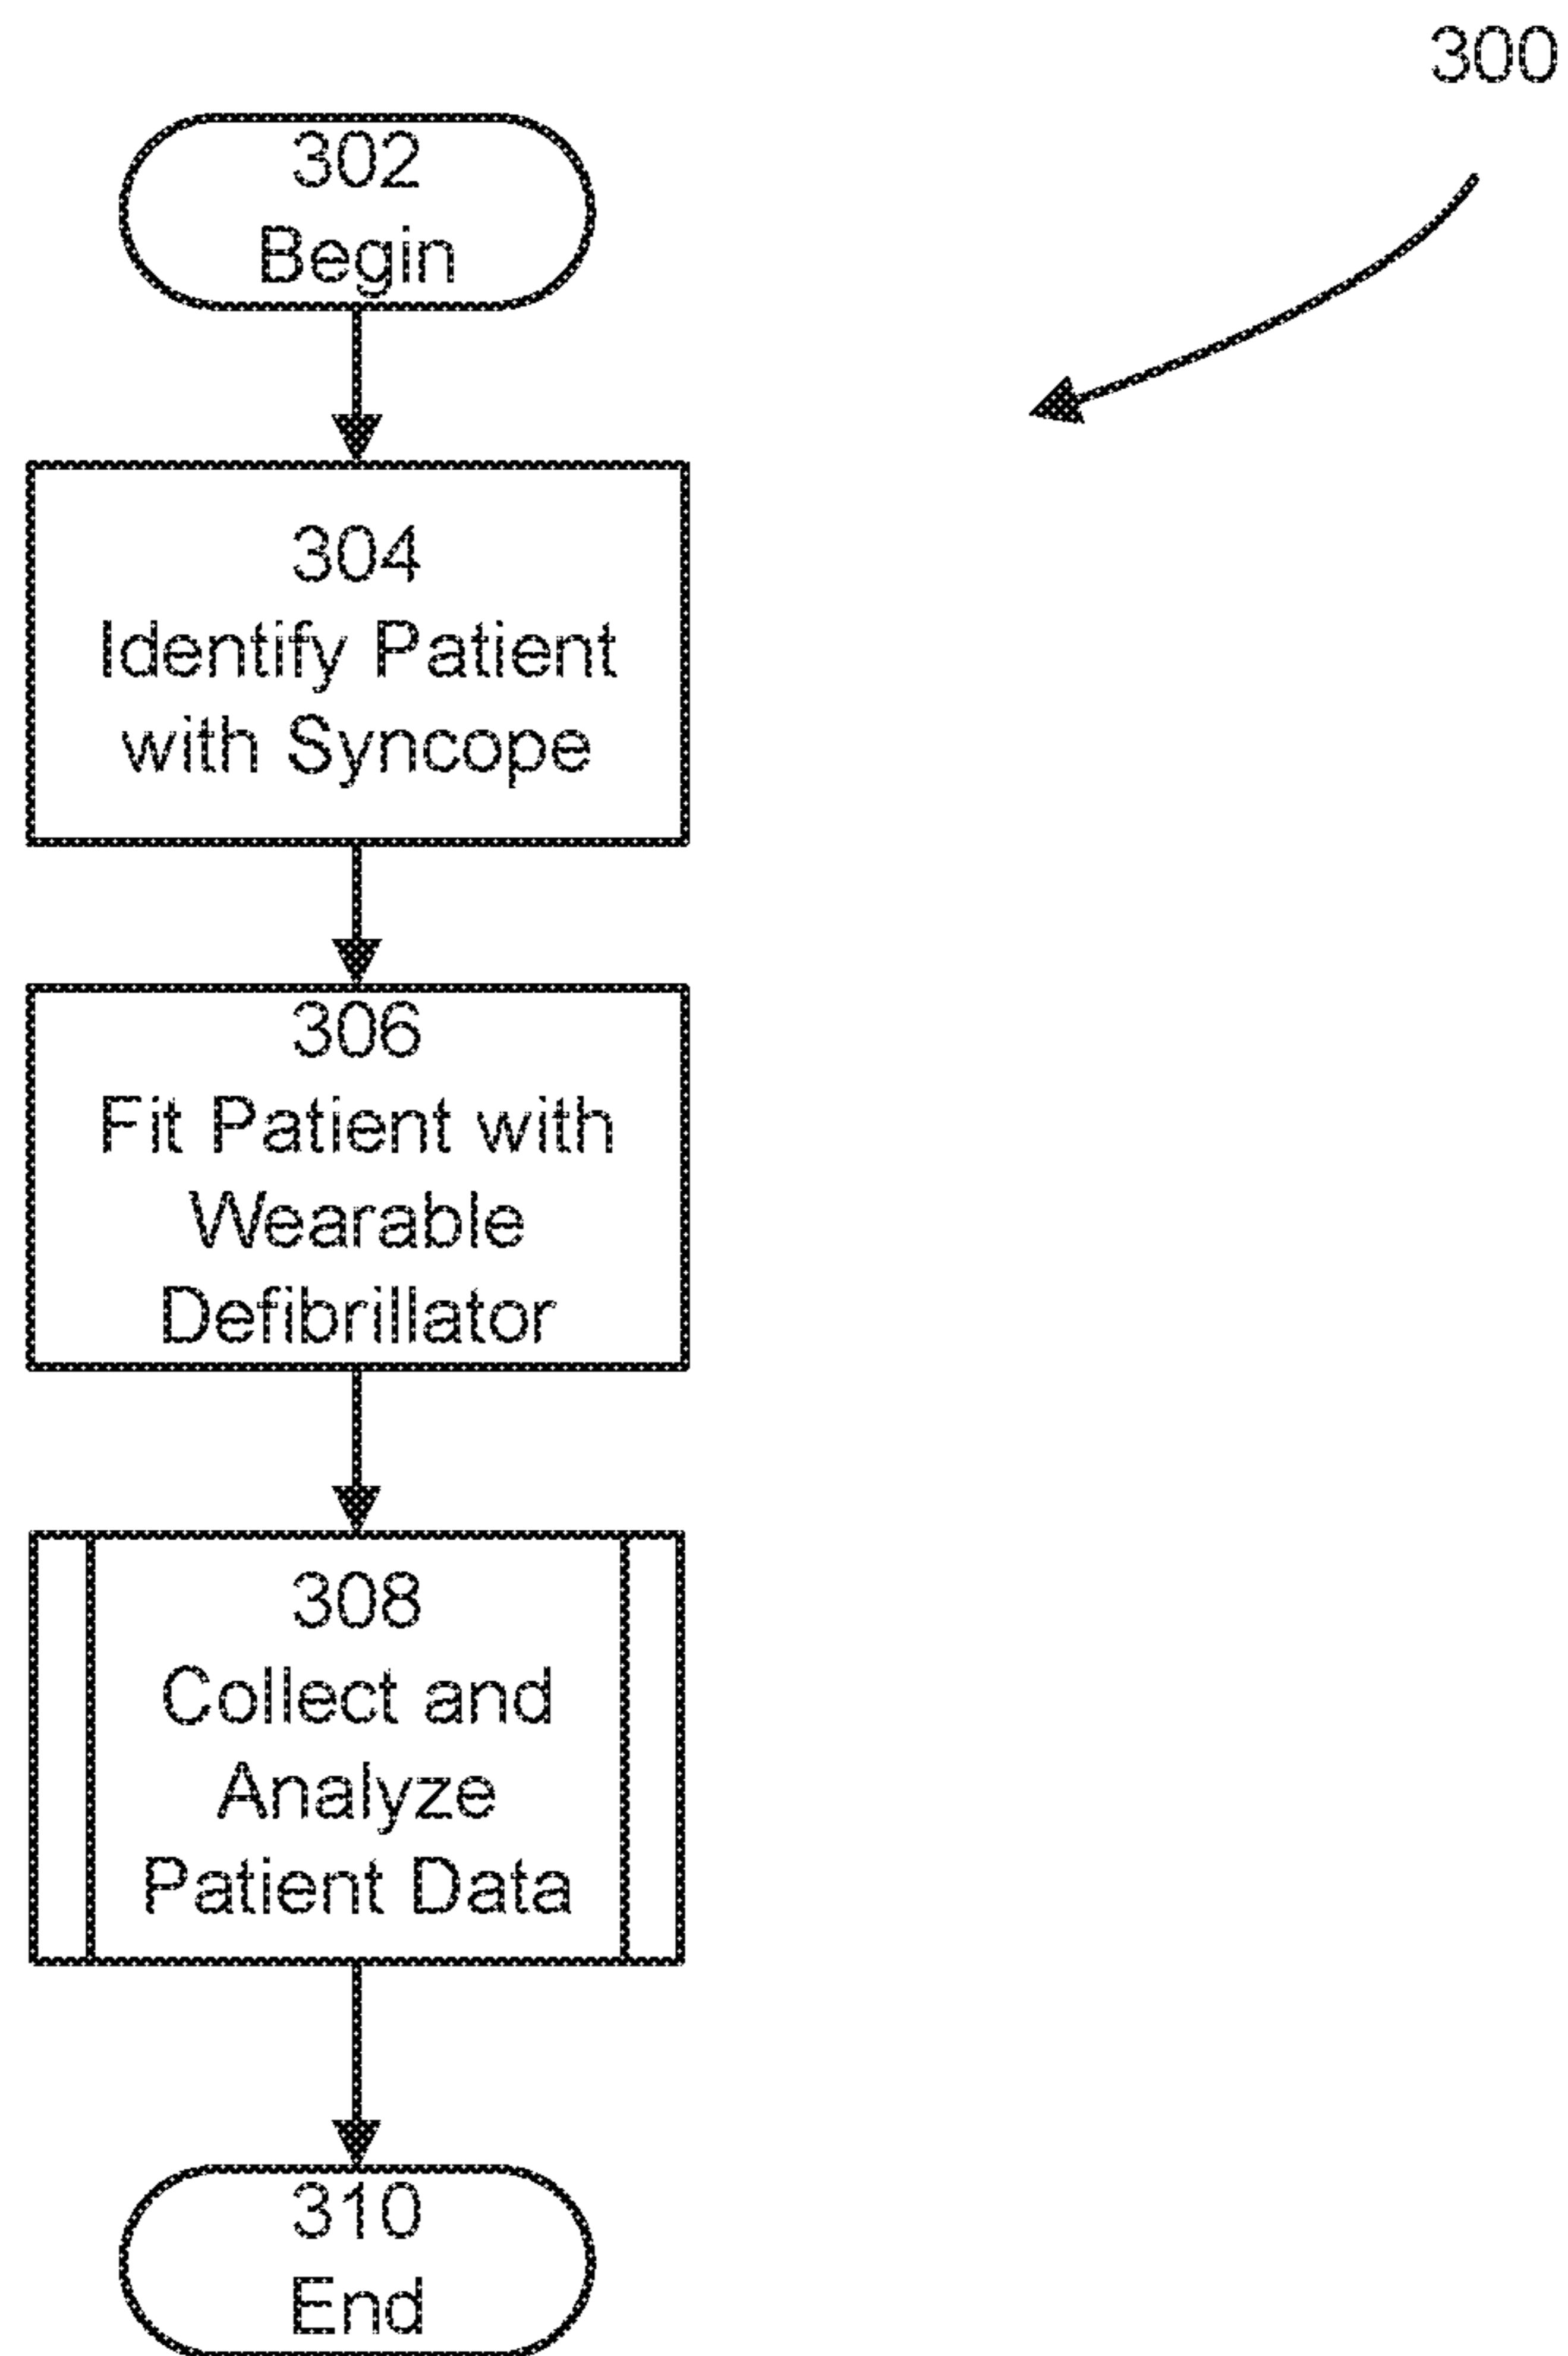 300
302
Begin
304
Identify Patient
with Syncope
306
Fit Patient with
Wearable
Defibrillator
308
Collect and
Analyze
Patient Data
310
End